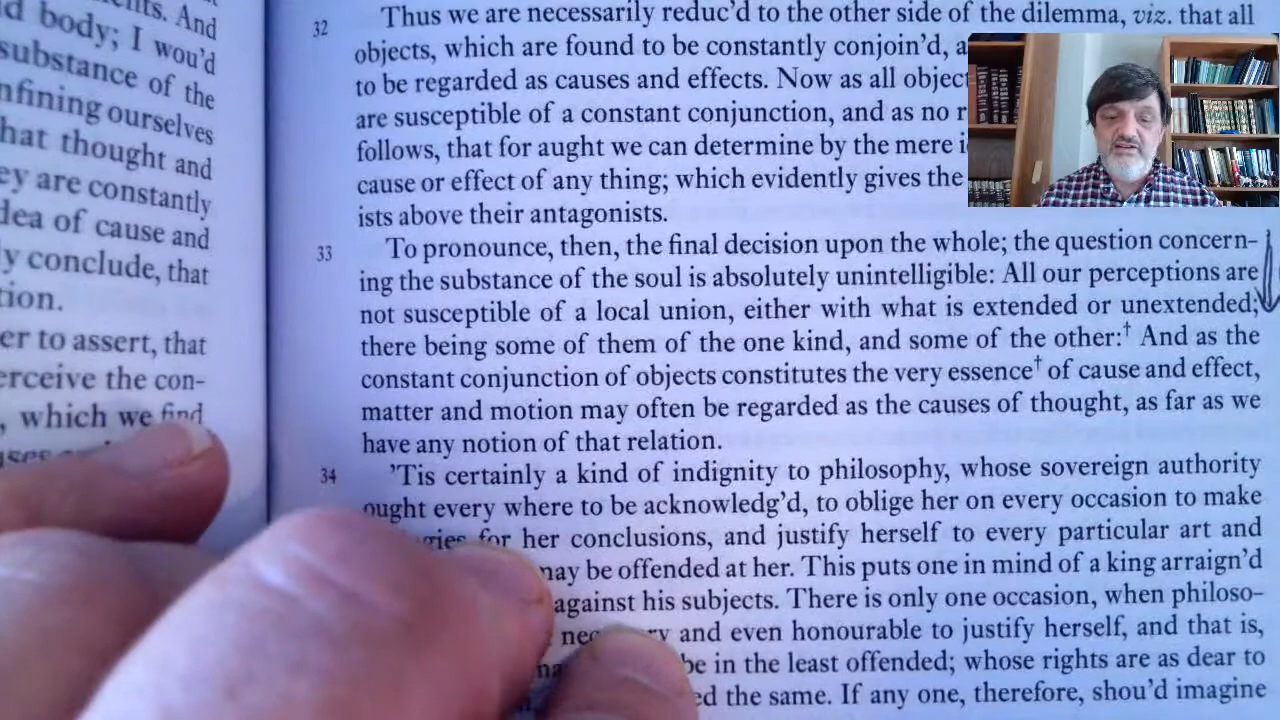 nts. And
d body; I wou'd
substance of the
nfining ourselves
hat thought and
ey are constantly
dea of cause and
y conclude, that
tion.
er to assert, that
erceive the con-
, which we find
32 Thus we are necessarily reduc'd to the other side of the dilemma, viz. that all
objects, which are found to be constantly conjoin'd, a
to be regarded as causes and effects. Now as all object
are susceptible of a constant conjunction, and as no r
follows, that for aught we can determine by the mere i
cause or effect of any thing; which evidently gives the
ists above their antagonists.
33 To pronounce, then, the final decision upon the whole; the question concern-
ing the substance of the soul is absolutely unintelligible: All our perceptions are
not susceptible of a local union, either with what is extended or unextended;
there being some of them of the one kind, and some of the other:† And as the
constant conjunction of objects constitutes the very essence† of cause and effect,
matter and motion may often be regarded as the causes of thought, as far as we
have any notion of that relation.
34 'Tis certainly a kind of indignity to philosophy, whose sovereign authority
ought every where to be acknowledg'd, to oblige her on every occasion to make
for her conclusions, and justify herself to every particular art and
may be offended at her. This puts one in mind of a king arraign'd
against his subjects. There is only one occasion, when philoso-
and even honourable to justify herself, and that is,
be in the least offended; whose rights are as dear to
ed the same. If any one, therefore, shou'd imagine